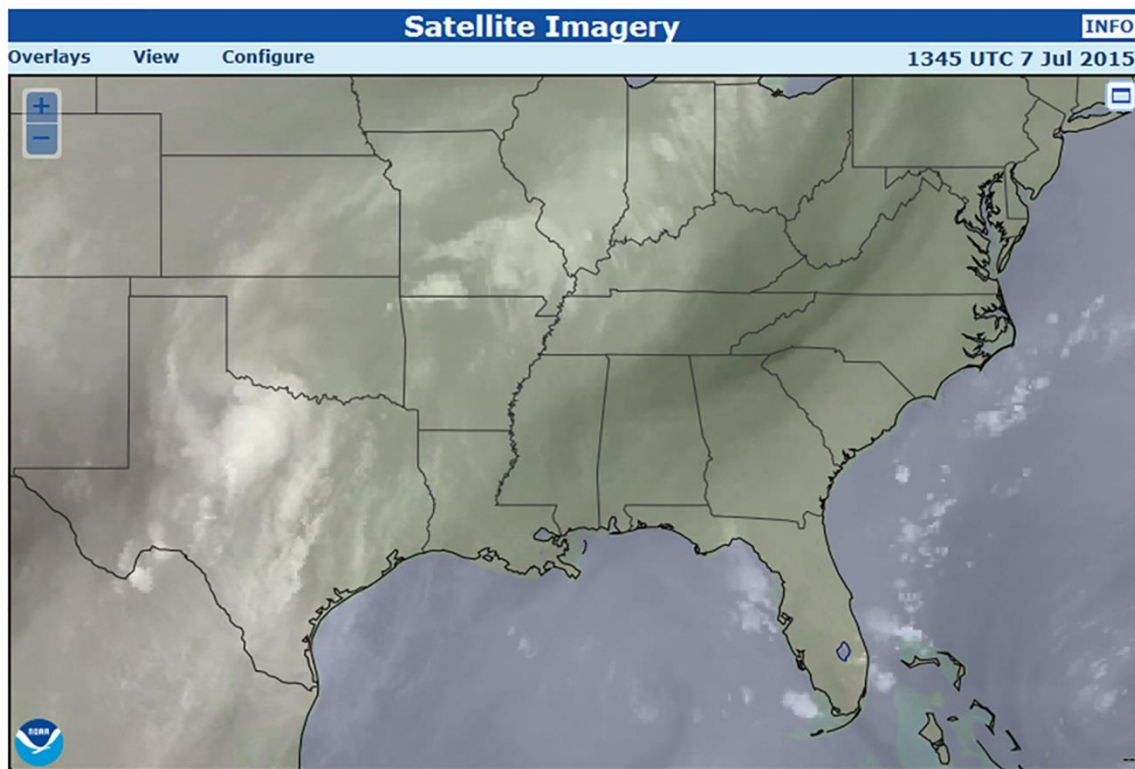 Satellite Imagery
INFO
Overlays View Configure
1345 UTC 7 Jul 2015
+
−
NOAA
--